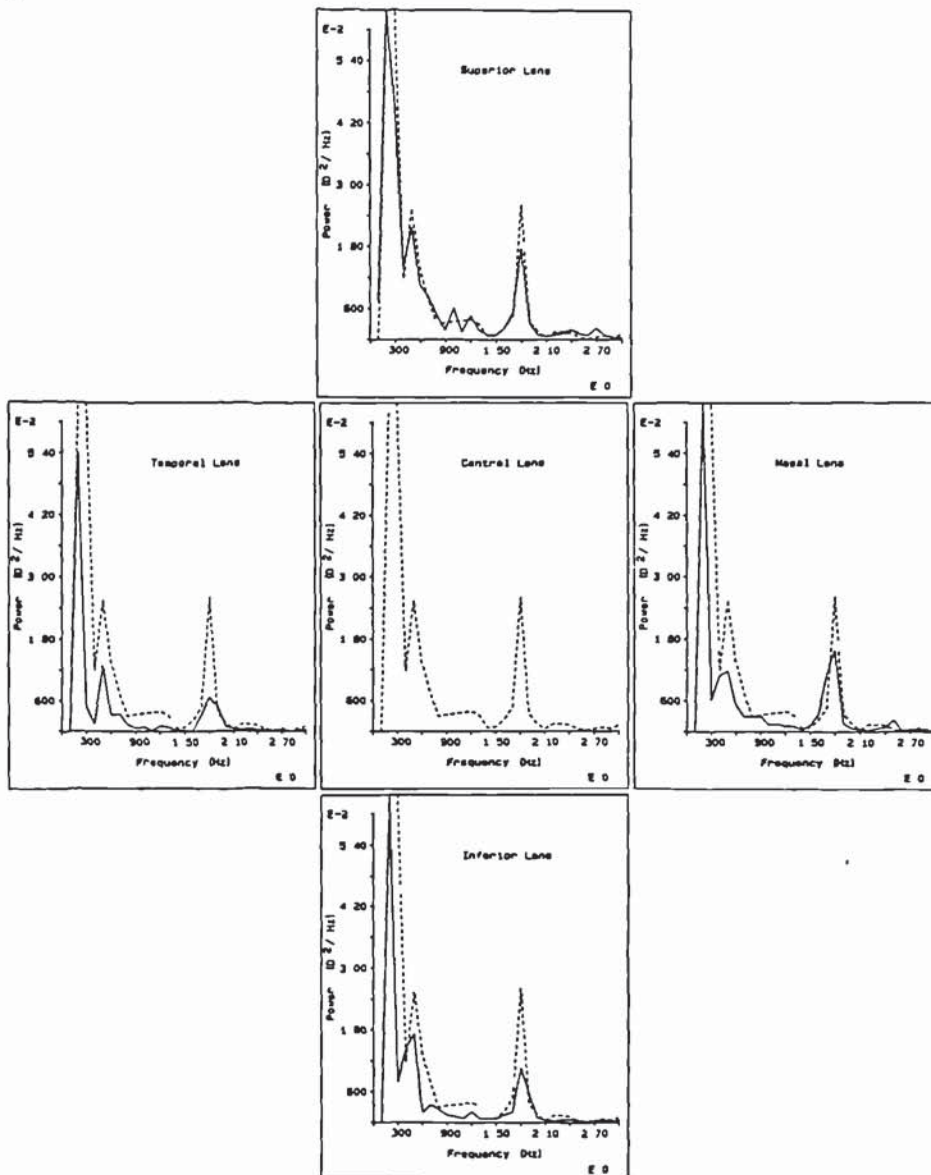 E-2
Superior Lens
5 40
4 20
3 00
1 80
600
Power (D^2/ Hz)
300 900 1 50 2 10 2 70
Frequency (Hz)
E 0
E-2
Temporal Lens
5 40
4 20
3 00
1 80
600
Power (D^2/ Hz)
300 900 1 50 2 10 2 70
Frequency (Hz)
E 0
E-2
Central Lens
5 40
4 20
3 00
1 80
600
Power (D^2/ Hz)
300 900 1 50 2 10 2 70
Frequency (Hz)
E 0
E-2
Nasal Lens
5 40
4 20
3 00
1 80
600
Power (D^2/ Hz)
300 900 1 50 2 10 2 70
Frequency (Hz)
E 0
E-2
Inferior Lens
5 40
4 20
3 00
1 80
600
Power (D^2/ Hz)
300 900 1 50 2 10 2 70
Frequency (Hz)
E 0